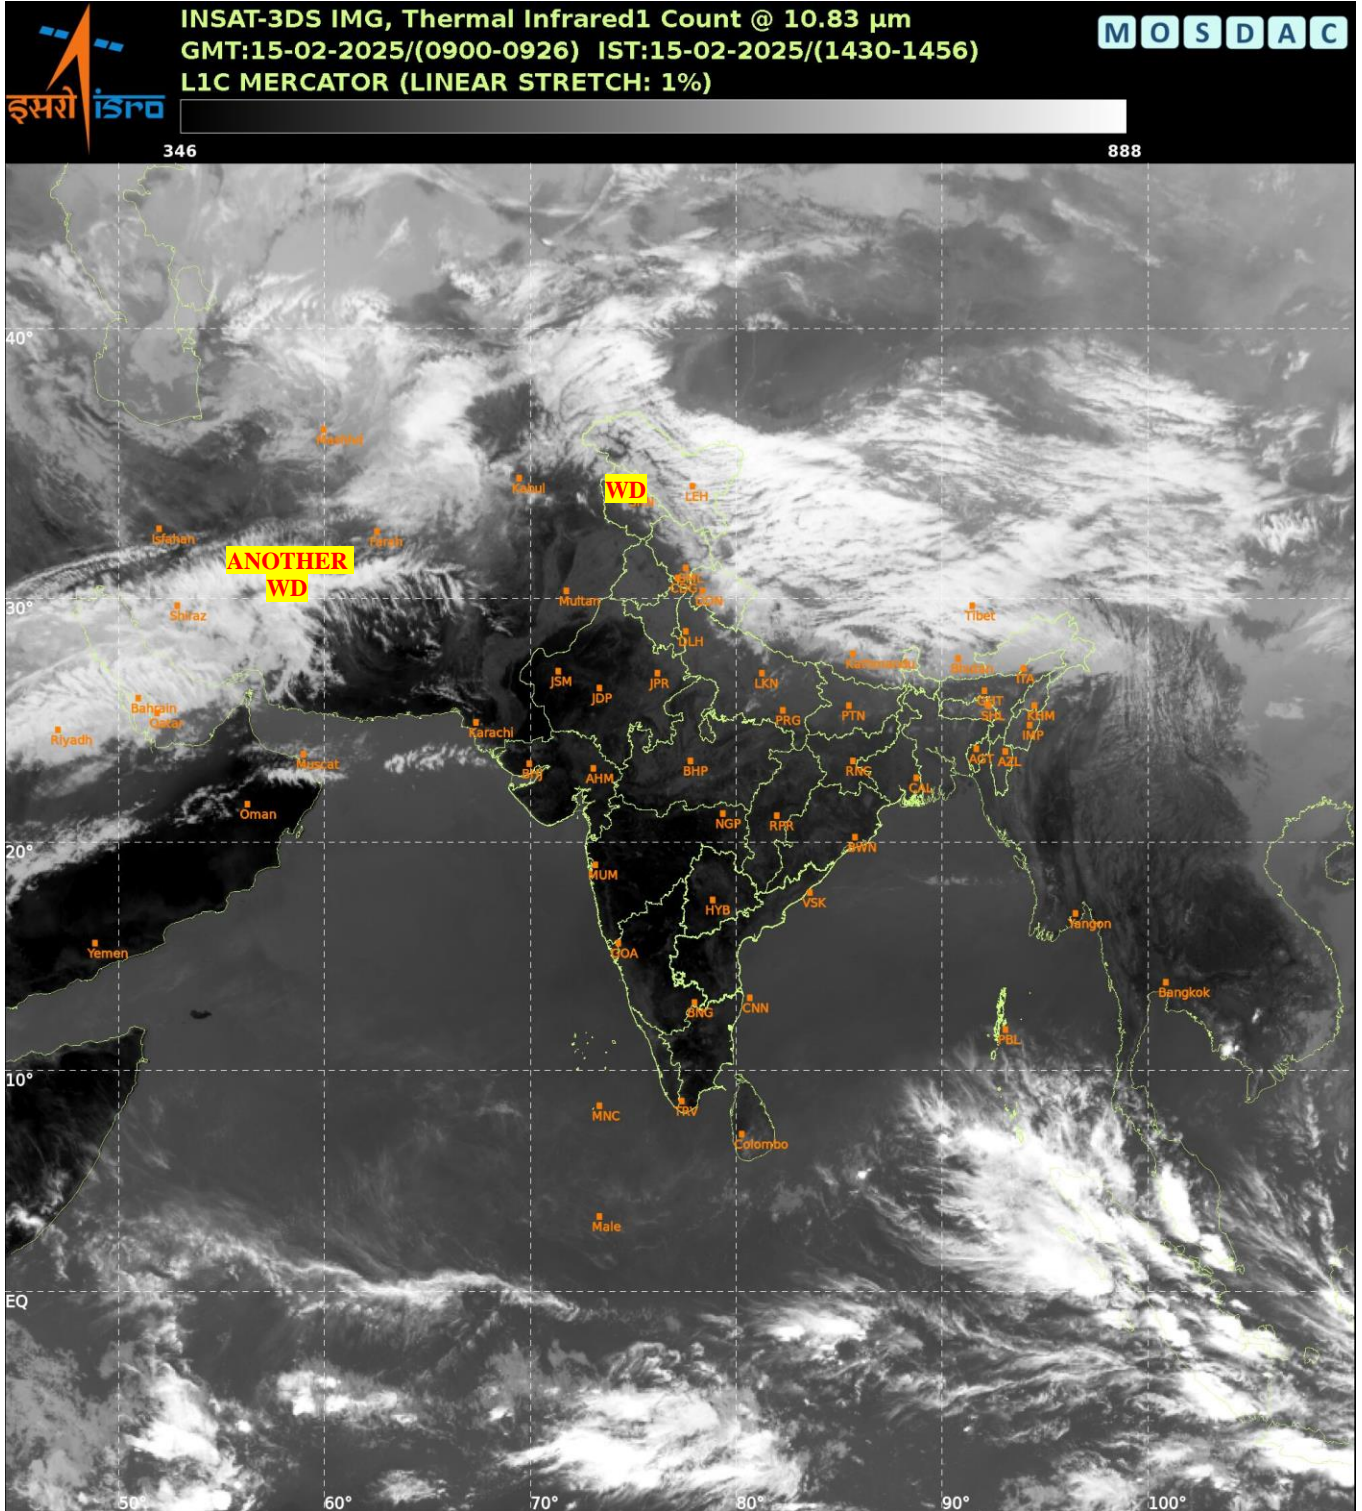 INSAT-3DS IMG, Thermal Infrared1 Count @ 10.83 μm
GMT:15-02-2025/(0900-0926) IST:15-02-2025/(1430-1456)
L1C MERCATOR (LINEAR STRETCH: 1%)
MOSDAC
इसरो isro
346 888
40°
Kabul
WD
LEH
Isfahan
Farah
ANOTHER
WD
30°
Multan
Shiraz
Tibet
DLH
Kathmandu
Bhutan
ITA
JSM
JDP
JPR
LKN
Bahrain
Qatar
GHT
SHL
KHM
PRG
PTN
IMP
Riyadh
Karachi
Muscat
BHJ
AHM
BHP
RNC
AGT
AZL
CAL
Oman
NGP
RPR
20°
BWN
MUM
HYB
VSK
Yangon
Yemen
GOA
Bangkok
BNG
CNN
PBL
10°
MNC
TRV
Colombo
Male
EQ
50° 60° 70° 80° 90° 100°